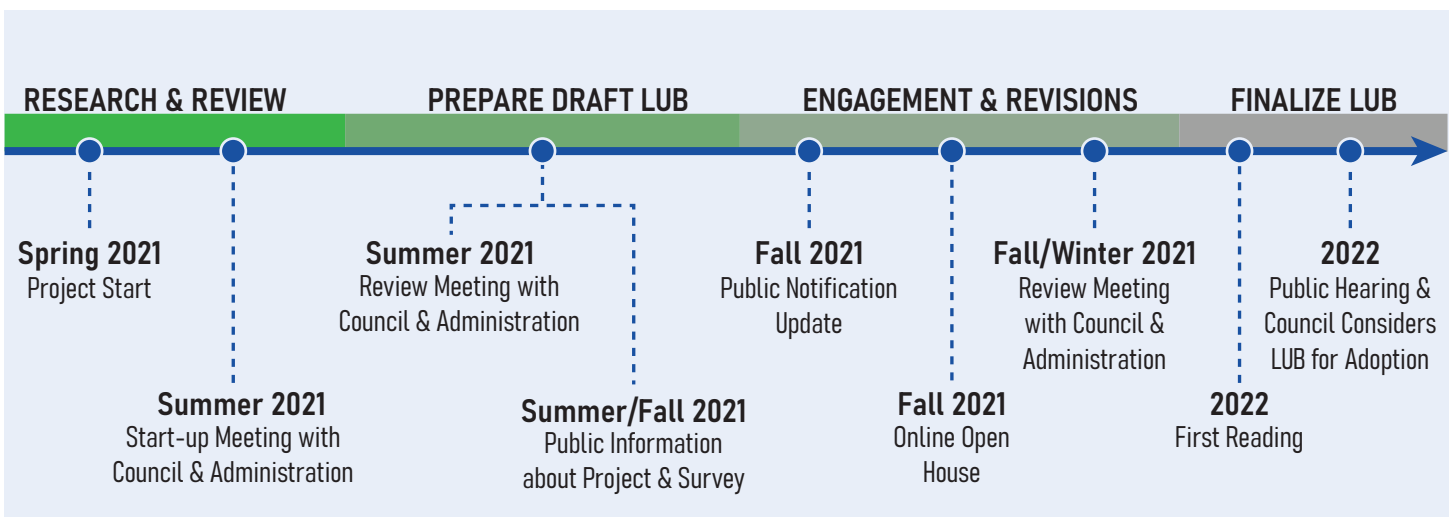 RESEARCH & REVIEW
PREPARE DRAFT LUB
ENGAGEMENT & REVISIONS
FINALIZE LUB
Spring 2021
Project Start
Summer 2021
Start-up Meeting with
Council & Administration
Summer 2021
Review Meeting with
Council & Administration
Summer/Fall 2021
Public Information
about Project & Survey
Fall 2021
Public Notification
Update
Fall 2021
Online Open
House
Fall/Winter 2021
Review Meeting
with Council &
Administration
2022
First Reading
2022
Public Hearing &
Council Considers
LUB for Adoption